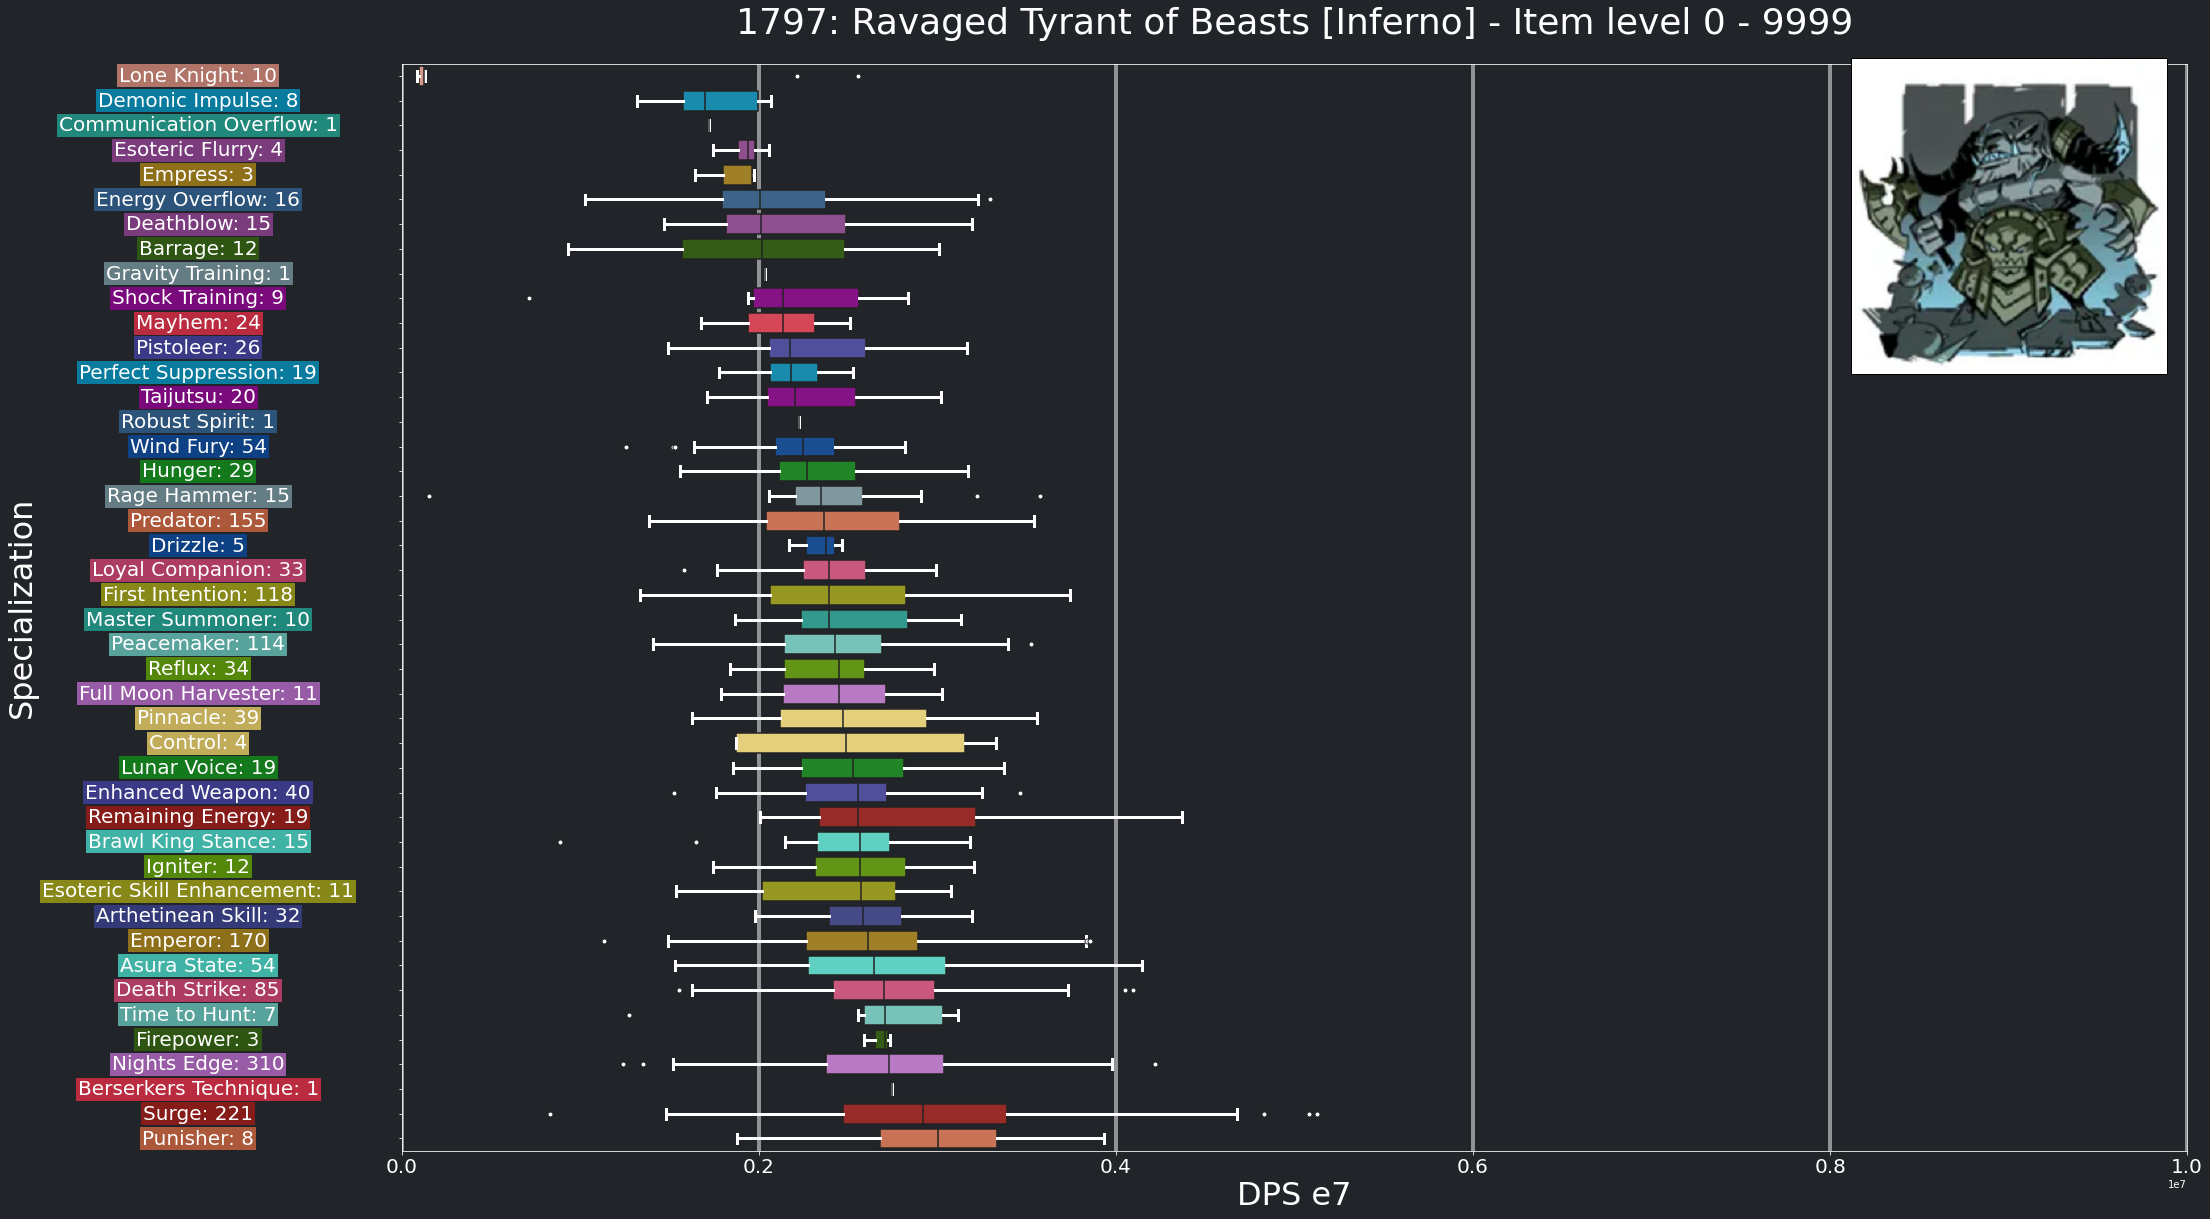 1797: Ravaged Tyrant of Beasts [Inferno] - Item level 0 - 9999
Specialization
Lone Knight: 10
Demonic Impulse: 8
Communication Overflow: 1
Esoteric Flurry: 4
Empress: 3
Energy Overflow: 16
Deathblow: 15
Barrage: 12
Gravity Training: 1
Shock Training: 9
Mayhem: 24
Pistoleer: 26
Perfect Suppression: 19
Taijutsu: 20
Robust Spirit: 1
Wind Fury: 54
Hunger: 29
Rage Hammer: 15
Predator: 155
Drizzle: 5
Loyal Companion: 33
First Intention: 118
Master Summoner: 10
Peacemaker: 114
Reflux: 34
Full Moon Harvester: 11
Pinnacle: 39
Control: 4
Lunar Voice: 19
Enhanced Weapon: 40
Remaining Energy: 19
Brawl King Stance: 15
Igniter: 12
Esoteric Skill Enhancement: 11
Arthetinean Skill: 32
Emperor: 170
Asura State: 54
Death Strike: 85
Time to Hunt: 7
Firepower: 3
Nights Edge: 310
Berserkers Technique: 1
Surge: 221
Punisher: 8
0.0 0.2 0.4 0.6 0.8 1.0
1e7
DPS e7